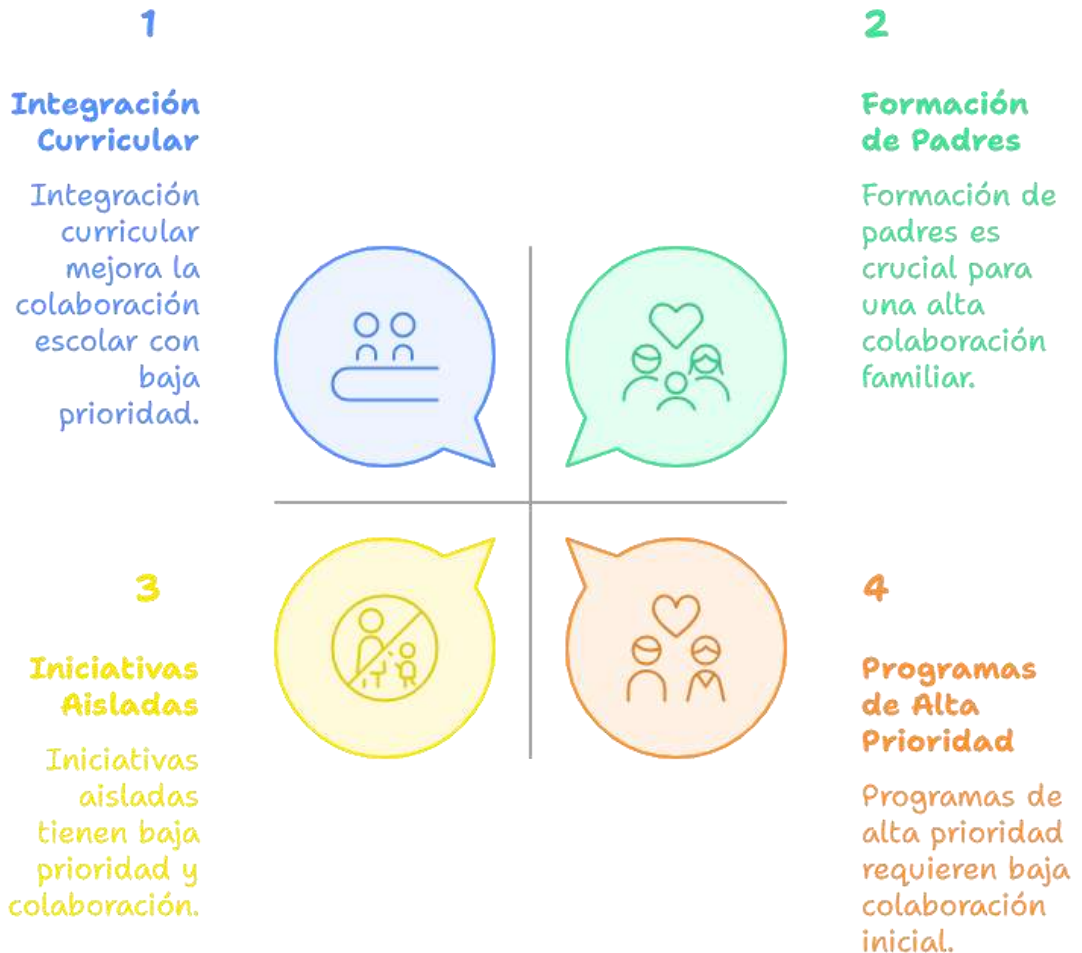 1
Integración
Curricular
Integración
curricular
mejora la
colaboración
escolar con
baja
prioridad.
2
Formación
de Padres
Formación de
padres es
crucial para
una alta
colaboración
familiar.
3
Iniciativas
Aisladas
Iniciativas
aisladas
tienen baja
prioridad y
colaboración.
4
Programas
de Alta
Prioridad
Programas de
alta prioridad
requieren baja
colaboración
inicial.